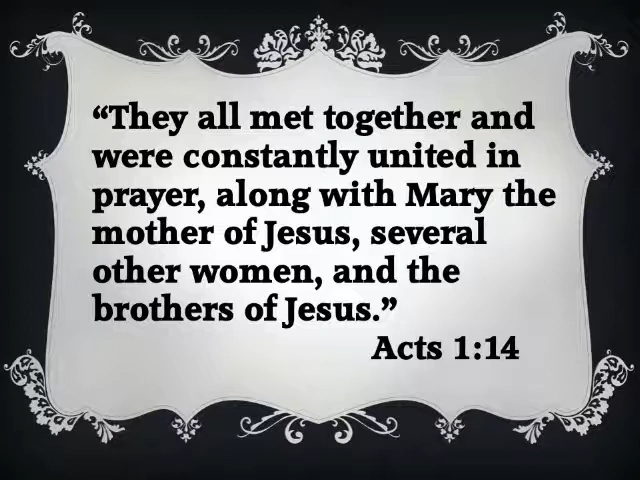 “They all met together and
were constantly united in
prayer, along with Mary the
mother of Jesus, several
other women, and the
brothers of Jesus.”
Acts 1:14